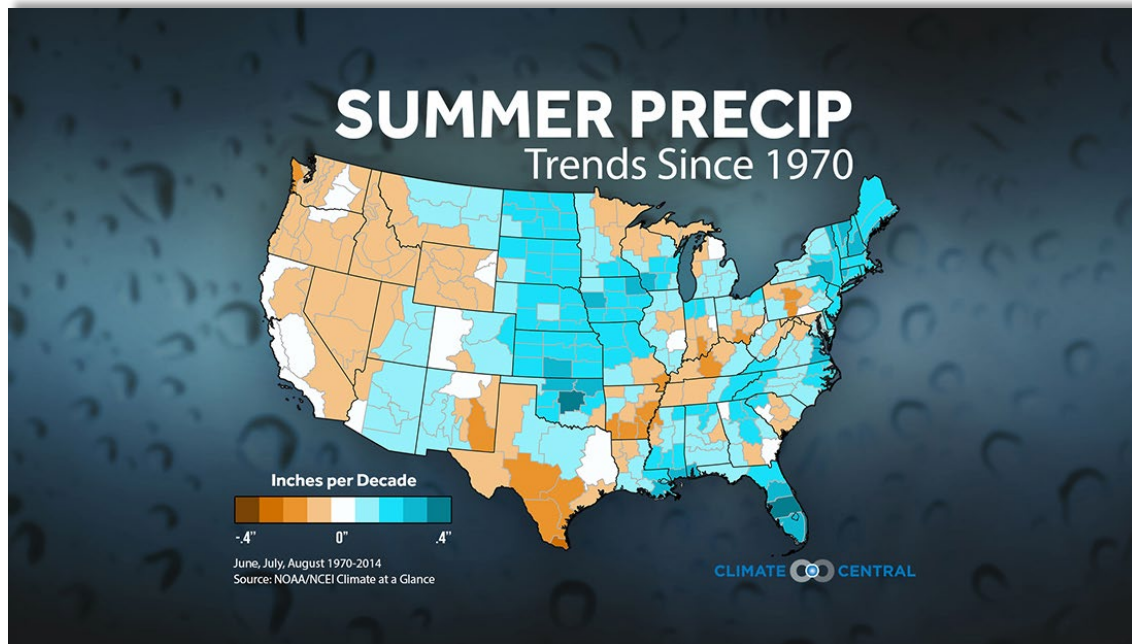 SUMMER PRECIP
Trends Since 1970
Inches per Decade
-.4" 0" .4"
June, July, August 1970-2014
Source: NOAA/NCEI Climate at a Glance
CLIMATE CENTRAL